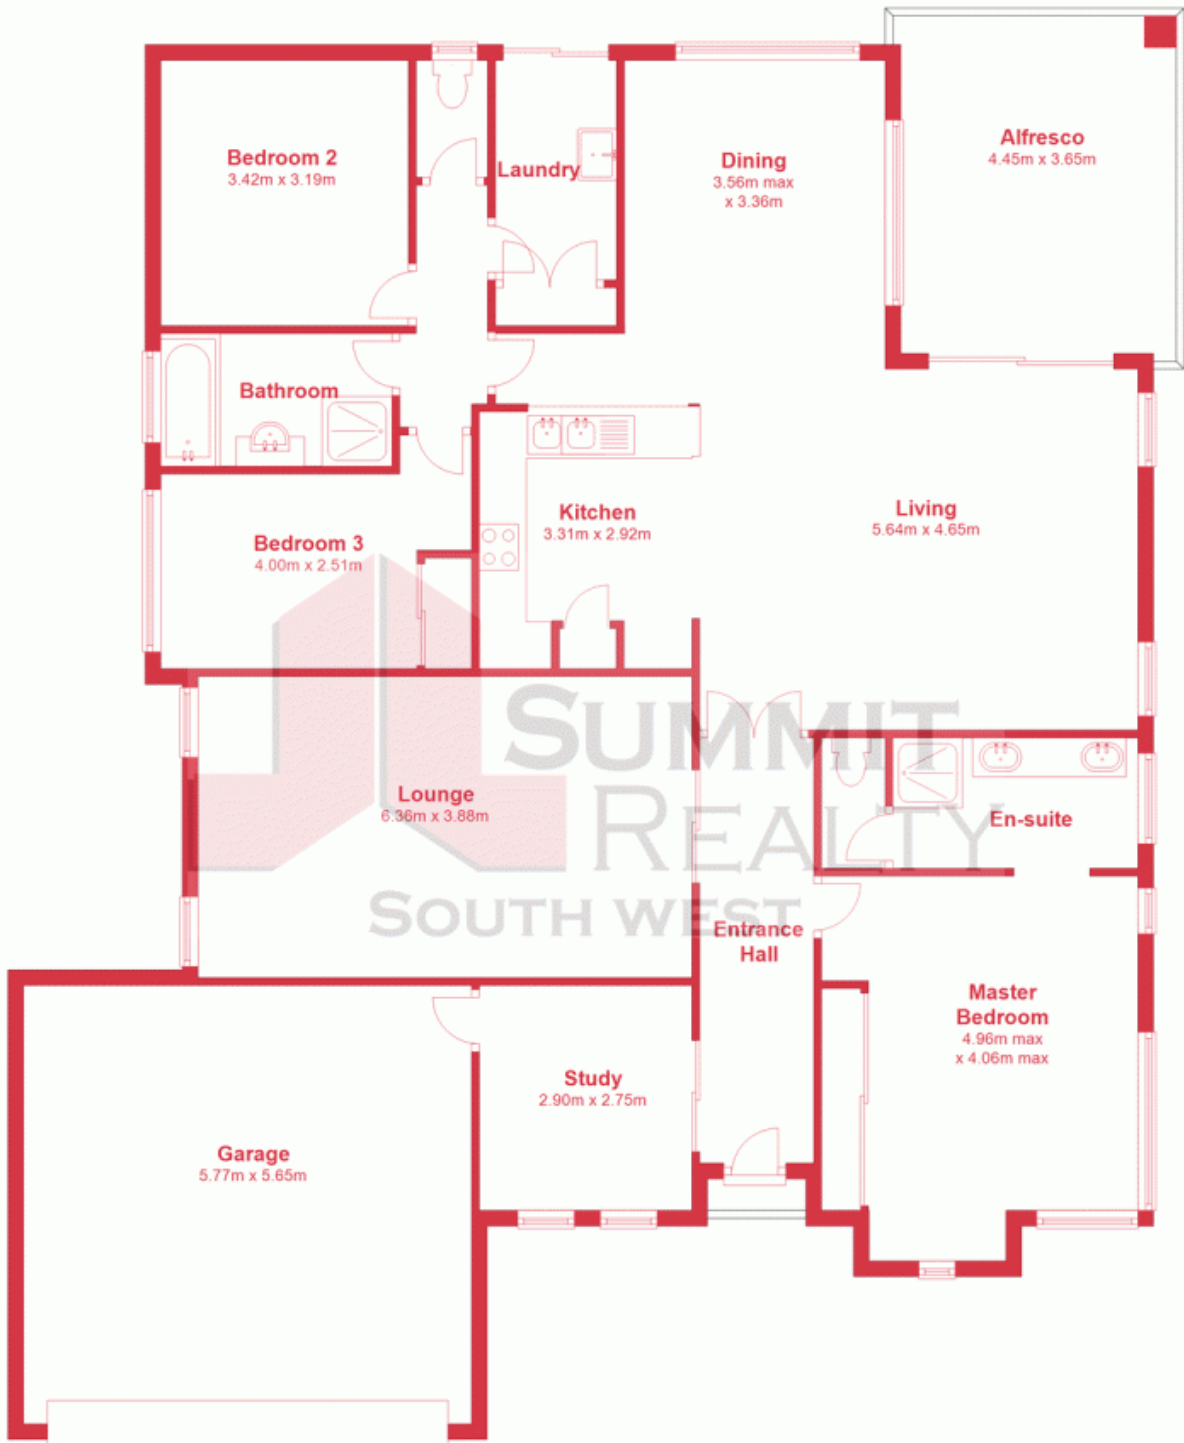 Bedroom 2
3.42m x 3.19m
Laundry
Dining
3.56m max
x 3.36m
Alfresco
4.45m x 3.65m
Bathroom
Bedroom 3
4.00m x 2.51m
Kitchen
3.31m x 2.92m
Living
5.64m x 4.65m
Lounge
6.36m x 3.88m
SUMMIT
REALTY
SOUTH WEST
En-suite
Entrance
Hall
Master
Bedroom
4.96m max
x 4.06m max
Study
2.90m x 2.75m
Garage
5.77m x 5.65m